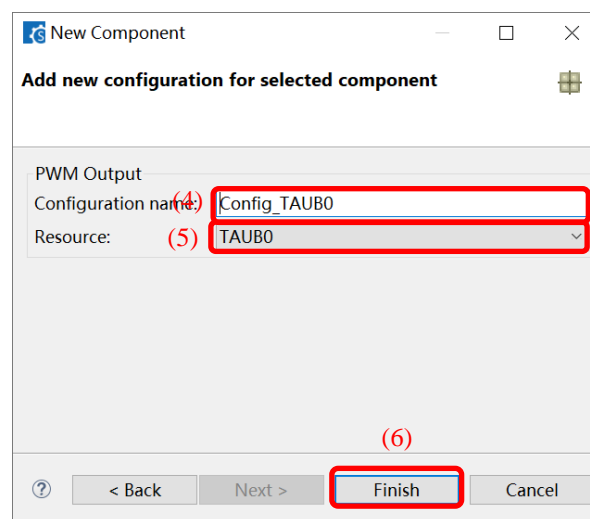 New Component
Add new configuration for selected component
PWM Output
Configuration name: (4) Config_TAUB0
Resource: (5) TAUB0
(6)
? < Back Next > Finish Cancel